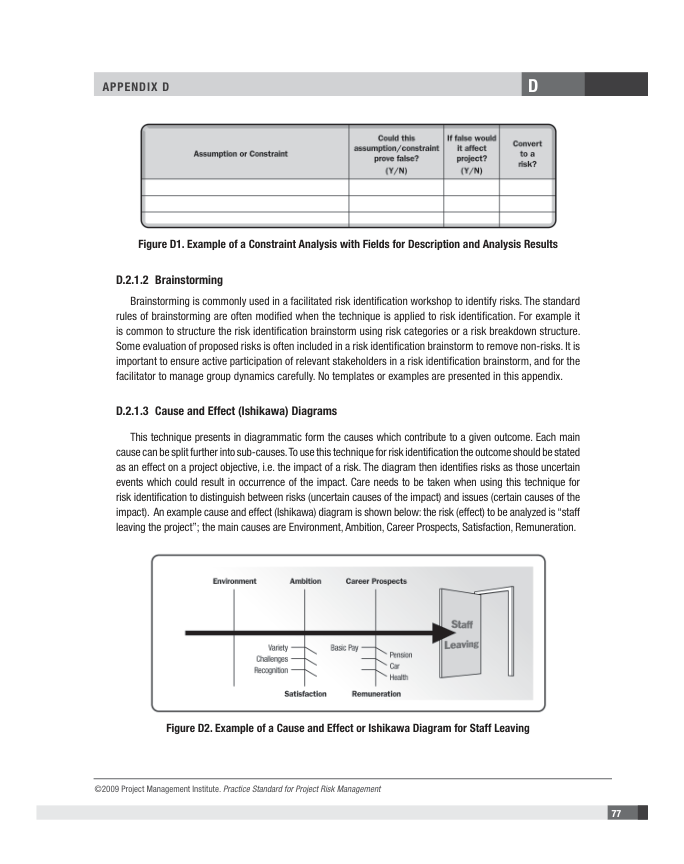 APPENDIX D
D
Assumption or Constraint
Could this
assumption/constraint
prove false?
(Y/N)
If false would
it affect
project?
(Y/N)
Convert
to a
risk?
Figure D1. Example of a Constraint Analysis with Fields for Description and Analysis Results
D.2.1.2 Brainstorming
Brainstorming is commonly used in a facilitated risk identification workshop to identify risks. The standard
rules of brainstorming are often modified when the technique is applied to risk identification. For example it
is common to structure the risk identification brainstorm using risk categories or a risk breakdown structure.
Some evaluation of proposed risks is often included in a risk identification brainstorm to remove non-risks. It is
important to ensure active participation of relevant stakeholders in a risk identification brainstorm, and for the
facilitator to manage group dynamics carefully. No templates or examples are presented in this appendix.
D.2.1.3 Cause and Effect (Ishikawa) Diagrams
This technique presents in diagrammatic form the causes which contribute to a given outcome. Each main
cause can be split further into sub-causes. To use this technique for risk identification the outcome should be stated
as an effect on a project objective, i.e. the impact of a risk. The diagram then identifies risks as those uncertain
events which could result in occurrence of the impact. Care needs to be taken when using this technique for
risk identification to distinguish between risks (uncertain causes of the impact) and issues (certain causes of the
impact). An example cause and effect (Ishikawa) diagram is shown below: the risk (effect) to be analyzed is “staff
leaving the project”; the main causes are Environment, Ambition, Career Prospects, Satisfaction, Remuneration.
Environment
Ambition
Career Prospects
Staff
Leaving
Variety
Challenges
Recognition
Basic Pay
Pension
Car
Health
Satisfaction
Remuneration
Figure D2. Example of a Cause and Effect or Ishikawa Diagram for Staff Leaving
©2009 Project Management Institute. Practice Standard for Project Risk Management
77